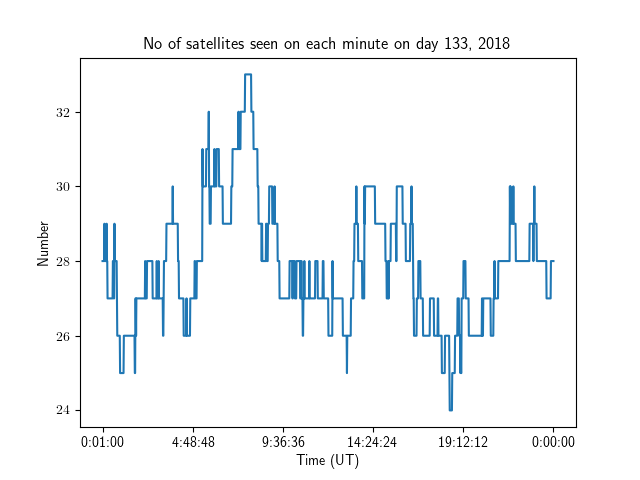 No of satellites seen on each minute on day 133, 2018
32
30
28
26
24
Number
0:01:00 4:48:48 9:36:36 14:24:24 19:12:12 0:00:00
Time (UT)